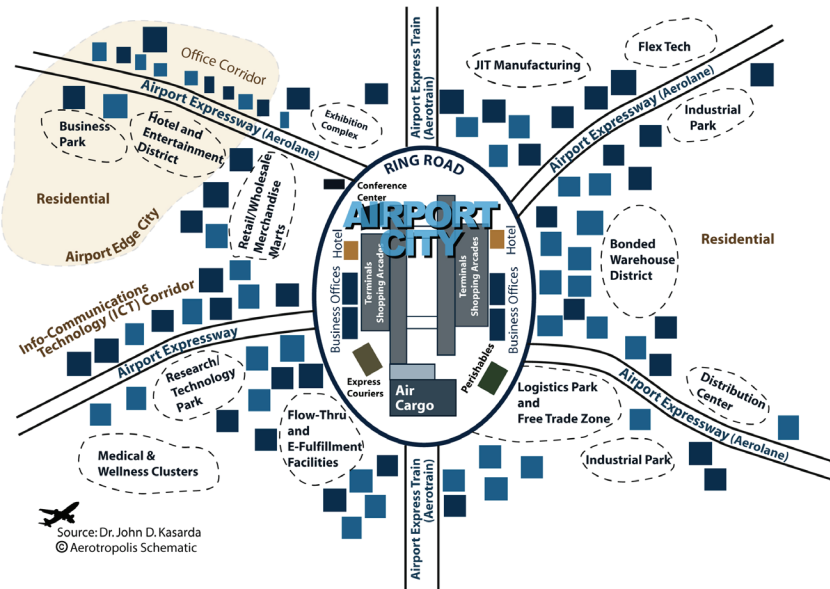 Office Corridor
Airport Expressway (Aerolane)
Business
Park
Hotel and
Entertainment
District
Exhibition
Complex
Residential
Airport Edge City
Retail/Wholesale
Merchandise
Marts
Airport Express Train
(Aerotrain)
JIT Manufacturing
Flex Tech
Airport Expressway (Aerolane)
Industrial
Park
RING ROAD
Conference
Center
AIRPORT
CITY
Hotel
Hotel
Terminals
Shopping Arcades
Terminals
Shopping Arcades
Business Offices
Business Offices
Express
Couriers
Perishables
Air
Cargo
Bonded
Warehouse
District
Residential
Info-Communications
Technology (ICT) Corridor
Airport Expressway
Research/
Technology
Park
Medical &
Wellness Clusters
Flow-Thru
and
E-Fulfillment
Facilities
Logistics Park
and
Free Trade Zone
Airport Expressway (Aerolane)
Distribution
Center
Industrial Park
Airport Express Train
(Aerotrain)
Source: Dr. John D. Kasarda
© Aerotropolis Schematic